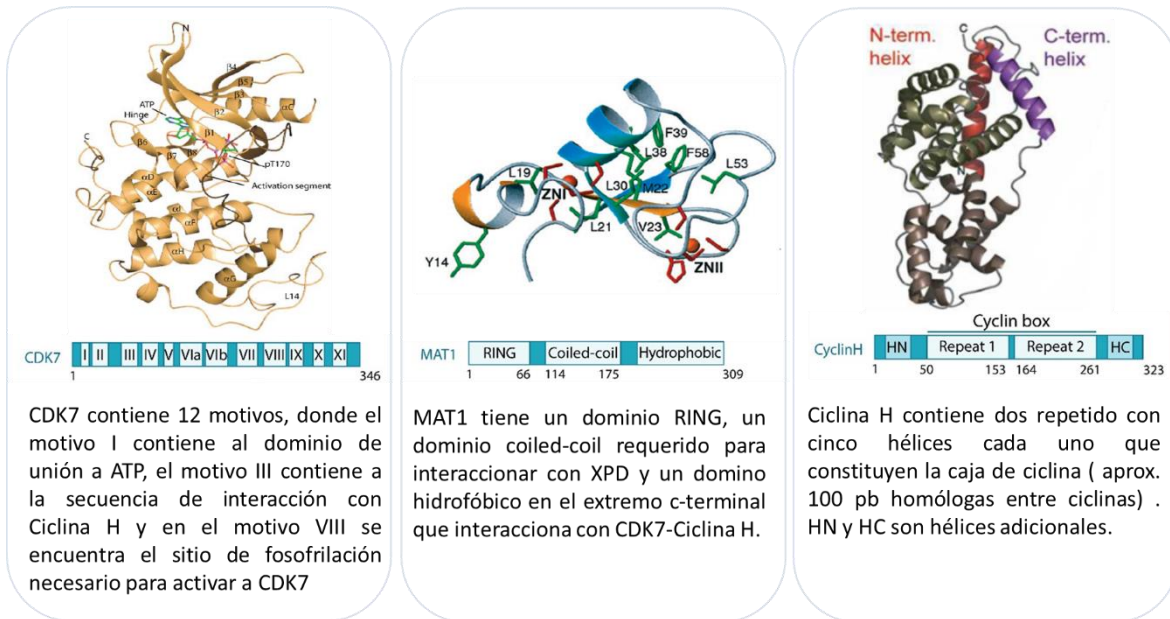 N
β4
β5
β3
αC
β2
ATP
Hinge
β1
C
β6
β7
β8
pT170
αD
αE
Activation segment
αF
αH
αG
L14
CDK7
I II III IV V VIa VIb VII VIII IX X XI
1 346
CDK7 contiene 12 motivos, donde el
motivo I contiene al dominio de
unión a ATP, el motivo III contiene a
la secuencia de interacción con
Ciclina H y en el motivo VIII se
encuentra el sitio de fosofrilación
necesario para activar a CDK7
F39
L38
F58
L53
L19
ZNI
L30
M22
L21
V23
Y14
ZNII
MAT1 RING Coiled-coil Hydrophobic
1 66 114 175 309
MAT1 tiene un dominio RING, un
dominio coiled-coil requerido para
interaccionar con XPD y un domino
hidrofóbico en el extremo c-terminal
que interacciona con CDK7-Ciclina H.
N-term.
helix
C
C-term.
helix
N
Cyclin box
CyclinH HN Repeat 1 Repeat 2 HC
1 50 153 164 261 323
Ciclina H contiene dos repetido con
cinco hélices cada uno que
constituyen la caja de ciclina ( aprox.
100 pb homólogas entre ciclinas) .
HN y HC son hélices adicionales.